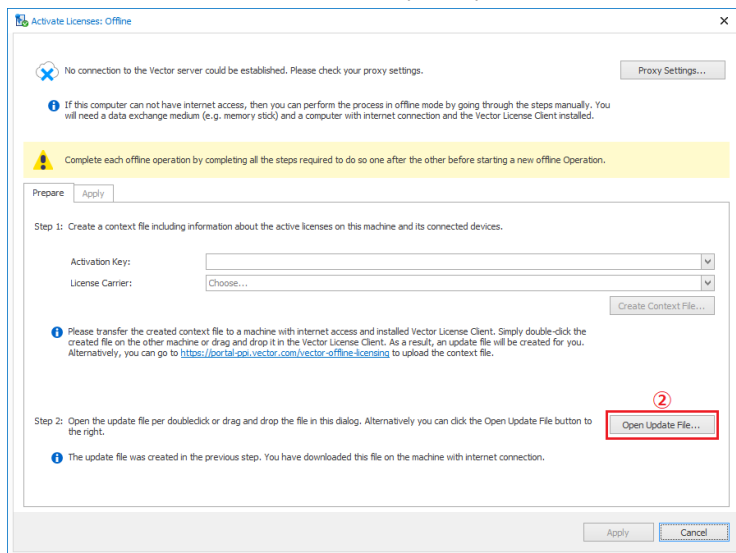 Activate Licenses: Offline
No connection to the Vector server could be established. Please check your proxy settings.
Proxy Settings...
If this computer can not have internet access, then you can perform the process in offline mode by going through the steps manually. You
will need a data exchange medium (e.g. memory stick) and a computer with internet connection and the Vector License Client installed.
Complete each offline operation by completing all the steps required to do so one after the other before starting a new offline Operation.
Prepare
Apply
Step 1: Create a context file including information about the active licenses on this machine and its connected devices.
Activation Key:
License Carrier:
Choose...
Create Context File...
Please transfer the created context file to a machine with internet access and installed Vector License Client. Simply double-click the
created file on the other machine or drag and drop it in the Vector License Client. As a result, an update file will be created for you.
Alternatively, you can go to https://portal-ppi.vector.com/vector-offline-licensing to upload the context file.
②
Step 2: Open the update file per doubleclick or drag and drop the file in this dialog. Alternatively you can click the Open Update File button to
the right.
Open Update File...
The update file was created in the previous step. You have downloaded this file on the machine with internet connection.
Apply
Cancel